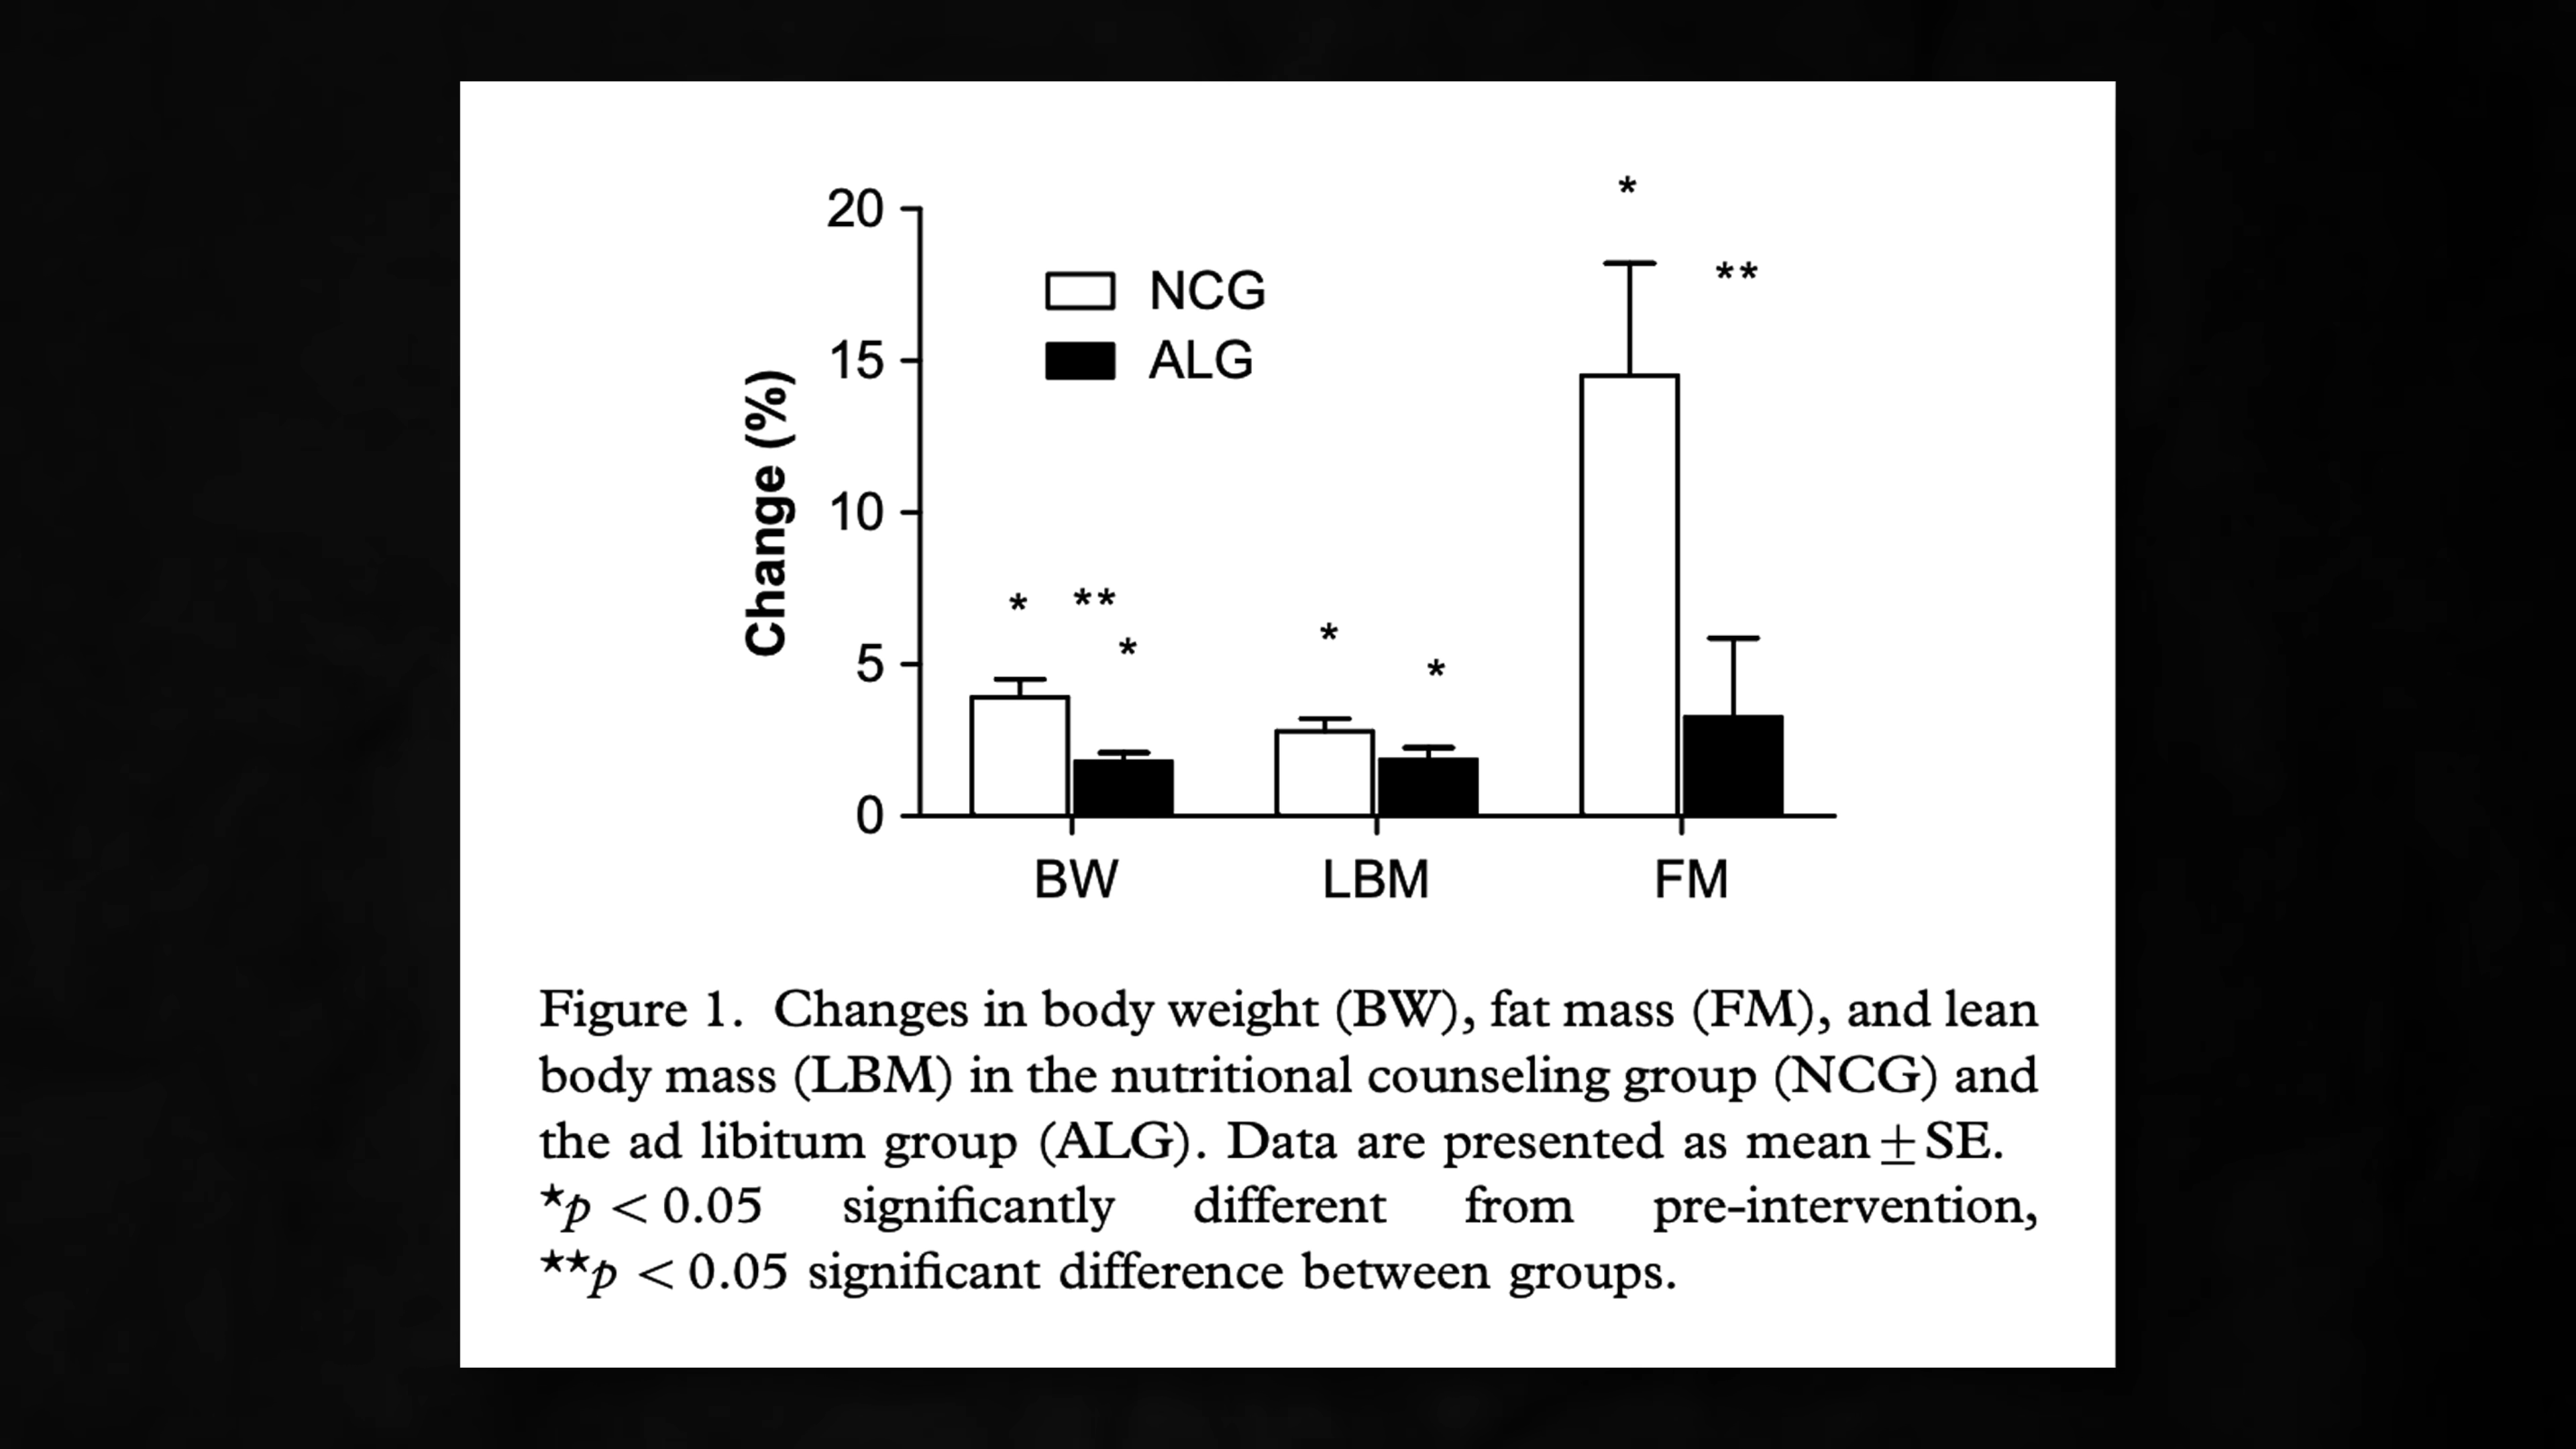 20
*
**
NCG
15
ALG
Change (%)
10
* **
*
*
*
5
0
BW LBM FM
Figure 1. Changes in body weight (BW), fat mass (FM), and lean
body mass (LBM) in the nutritional counseling group (NCG) and
the ad libitum group (ALG). Data are presented as mean ± SE.
*p < 0.05 significantly different from pre-intervention,
**p < 0.05 significant difference between groups.